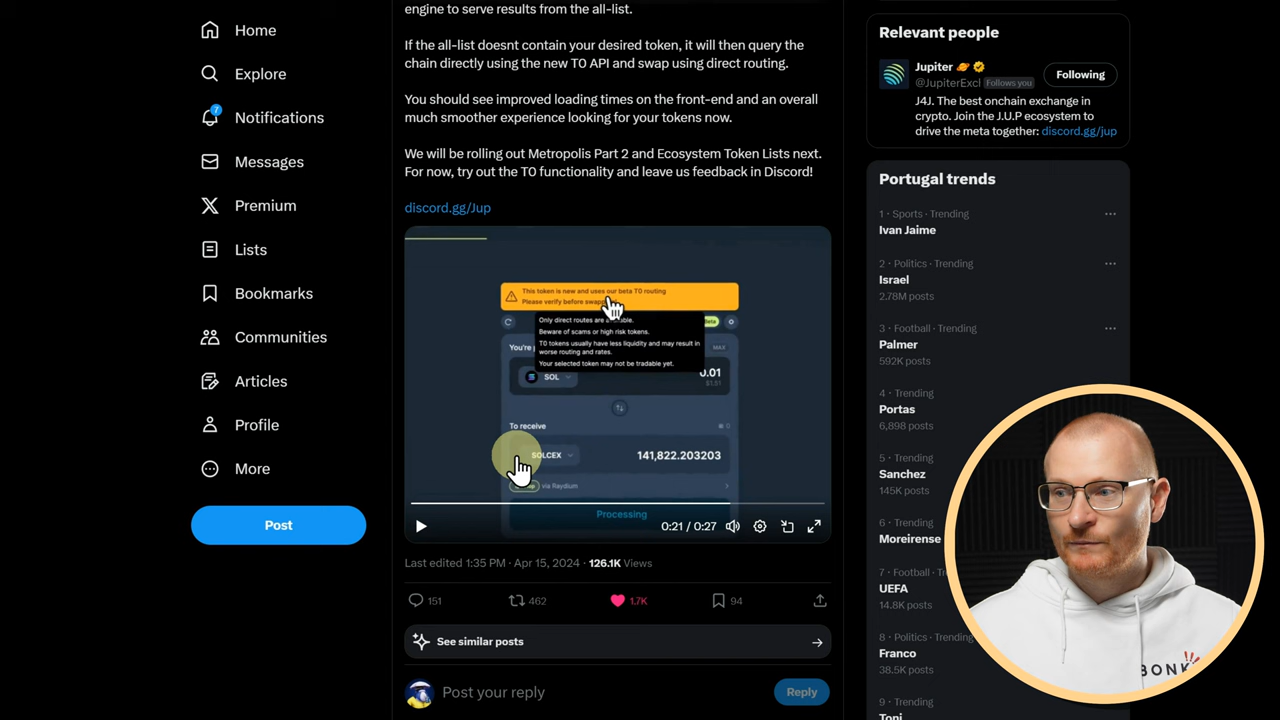 Home
Explore
7
Notifications
Messages
Premium
Lists
Bookmarks
Communities
Articles
Profile
More
Post
engine to serve results from the all-list.
If the all-list doesnt contain your desired token, it will then query the
chain directly using the new T0 API and swap using direct routing.
You should see improved loading times on the front-end and an overall
much smoother experience looking for your tokens now.
We will be rolling out Metropolis Part 2 and Ecosystem Token Lists next.
For now, try out the T0 functionality and leave us feedback in Discord!
discord.gg/Jup
This token is new and uses our beta T0 routing
Please verify before
Only direct routes are
Beware of scams or high risk tokens.
T0 tokens usually have less liquidity and may result in
worse routing and rates.
Your selected token may not be tradable yet.
Beta
You're
MAX
SOL
0.01
$1.51
To receive
0
SOLCEX
141,822.203203
via Raydium
Processing
0:21 / 0:27
Last edited 1:35 PM · Apr 15, 2024 · 126.1K Views
151
462
1.7K
94
See similar posts
Post your reply
Reply
Relevant people
Jupiter
@JupiterExcl Follows you
Following
J4J. The best onchain exchange in
crypto. Join the J.U.P ecosystem to
drive the meta together: discord.gg/jup
Portugal trends
1 · Sports · Trending
Ivan Jaime
2 · Politics · Trending
Israel
2.78M posts
3 · Football · Trending
Palmer
592K posts
4 · Trending
Portas
6,898 posts
5 · Trending
Sanchez
145K posts
6 · Trending
Moreirense
7 · Football ·
UEFA
14.8K posts
8 · Politics ·
Franco
38.5K posts
9 · Trending
Toni
BONK